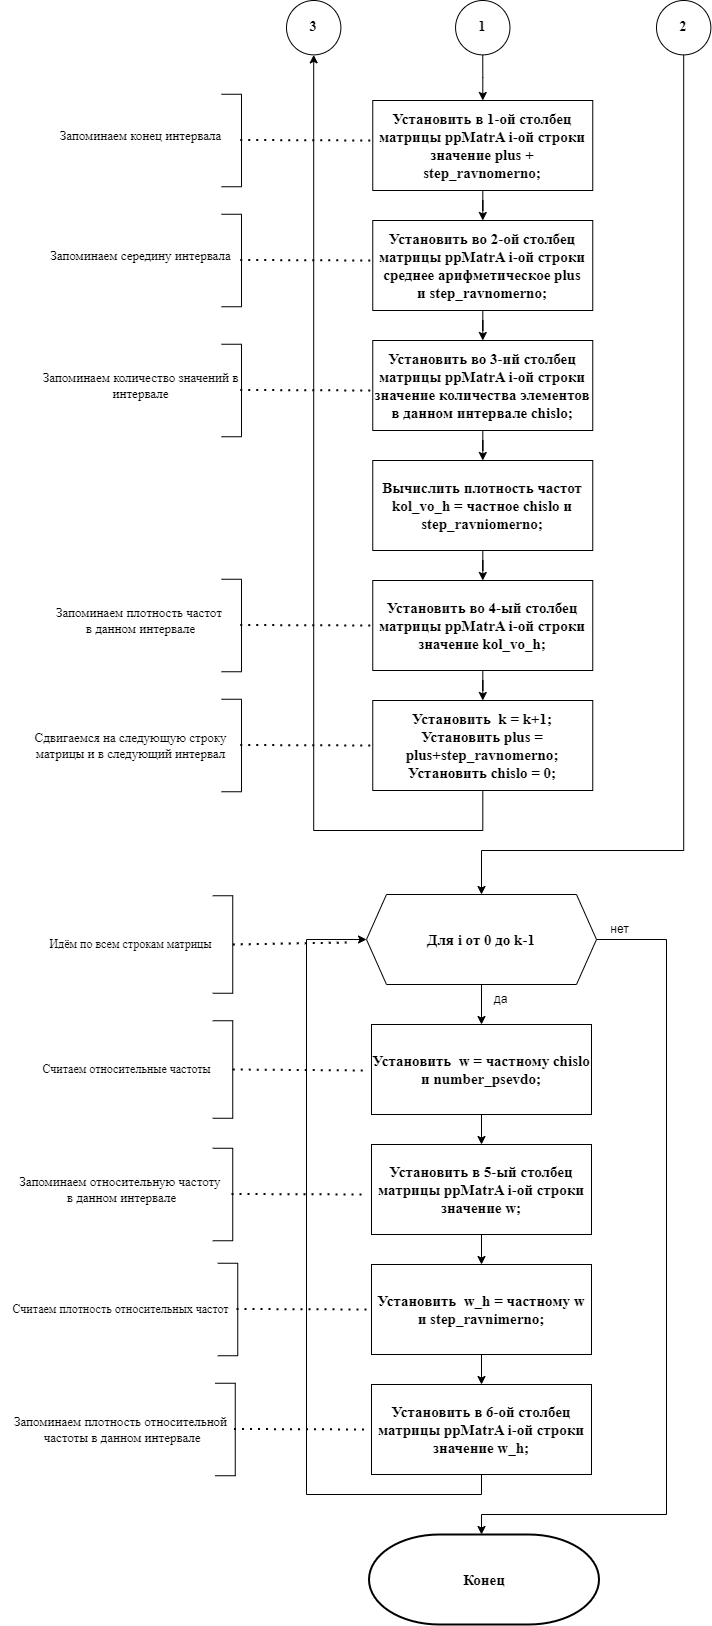 3
1
2
Запоминаем конец интервала
Установить в 1-ой столбец
матрицы ppMatrA i-ой строки
значение plus +
step_ravnomerno;
Запоминаем середину интервала
Установить во 2-ой столбец
матрицы ppMatrA i-ой строки
среднее арифметическое plus
и step_ravnomerno;
Запоминаем количество значений в
интервале
Установить во 3-ий столбец
матрицы ppMatrA i-ой строки
значение количества элементов
в данном интервале chislo;
Вычислить плотность частот
kol_vo_h = частное chislo и
step_ravniomerno;
Запоминаем плотность частот
в данном интервале
Установить во 4-ый столбец
матрицы ppMatrA i-ой строки
значение kol_vo_h;
Сдвигаемся на следующую строку
матрицы и в следующий интервал
Установить k = k+1;
Установить plus =
plus+step_ravnomerno;
Установить chislo = 0;
Идём по всем строкам матрицы
Для i от 0 до k-1
нет
да
Считаем относительные частоты
Установить w = частному chislo
и number_psevdo;
Запоминаем относительную частоту
в данном интервале
Установить в 5-ый столбец
матрицы ppMatrA i-ой строки
значение w;
Считаем плотность относительных частот
Установить w_h = частному w
и step_ravnimerno;
Запоминаем плотность относительной
частоты в данном интервале
Установить в 6-ой столбец
матрицы ppMatrA i-ой строки
значение w_h;
Конец